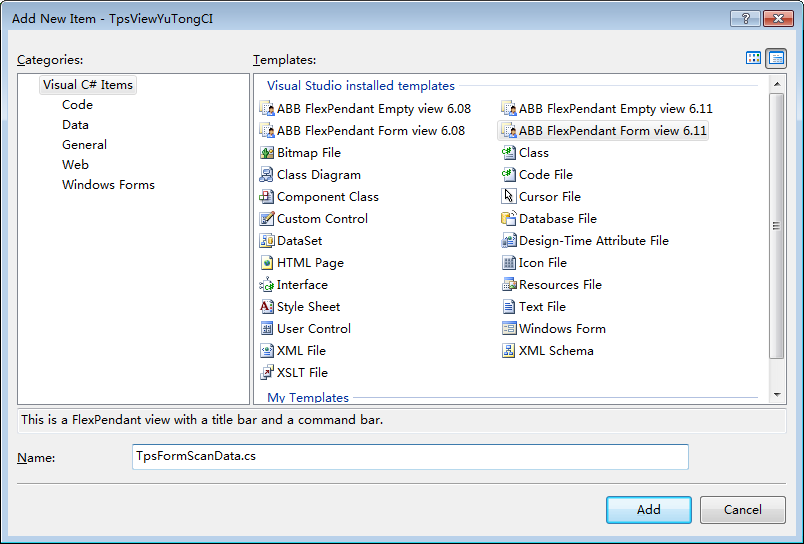 Add New Item - TpsViewYuTongCI
Categories:
Templates:
Visual C# Items
Code
Data
General
Web
Windows Forms
Visual Studio installed templates
ABB FlexPendant Empty view 6.08
ABB FlexPendant Empty view 6.11
ABB FlexPendant Form view 6.08
ABB FlexPendant Form view 6.11
Bitmap File
Class
Class Diagram
Code File
Component Class
Cursor File
Custom Control
Database File
DataSet
Design-Time Attribute File
HTML Page
Icon File
Interface
Resources File
Style Sheet
Text File
User Control
Windows Form
XML File
XML Schema
XSLT File
My Templates
This is a FlexPendant view with a title bar and a command bar.
Name:
TpsFormScanData.cs
Add
Cancel